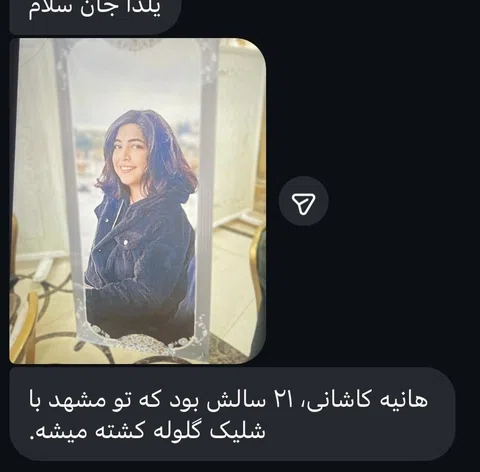 یلدا جان سلام
هانیه کاشانی، ۲۱ سالش بود که تو مشهد با
شلیک گلوله کشته میشه.